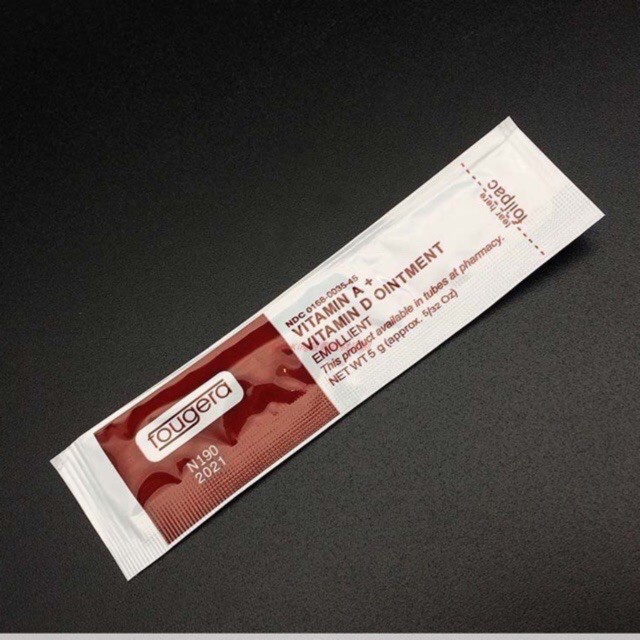 tear here
foilpac
NDC 0168-0035-45
VITAMIN A +
VITAMIN D OINTMENT
EMOLLIENT
This product available in tubes at pharmacy.
NET WT 5 g (approx. 5/32 Oz)
fougera
N190
2021